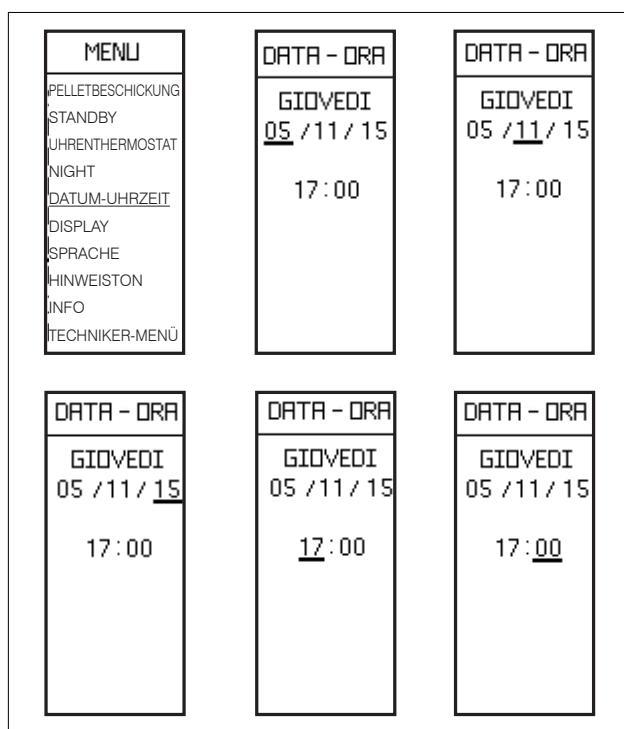 MENU
PELLETBESCHICKUNG
STANDBY
UHRENTHERMOSTAT
NIGHT
DATUM-UHRZEIT
DISPLAY
SPRACHE
HINWEISTON
INFO
TECHNIKER-MENÜ
DATA - ORA
GIOVEDI
05 /11/ 15
17:00
DATA - ORA
GIOVEDI
05 /11/ 15
17:00
DATA - ORA
GIOVEDI
05 /11/ 15
17:00
DATA - ORA
GIOVEDI
05 /11/ 15
17:00
DATA - ORA
GIOVEDI
05 /11/ 15
17:00